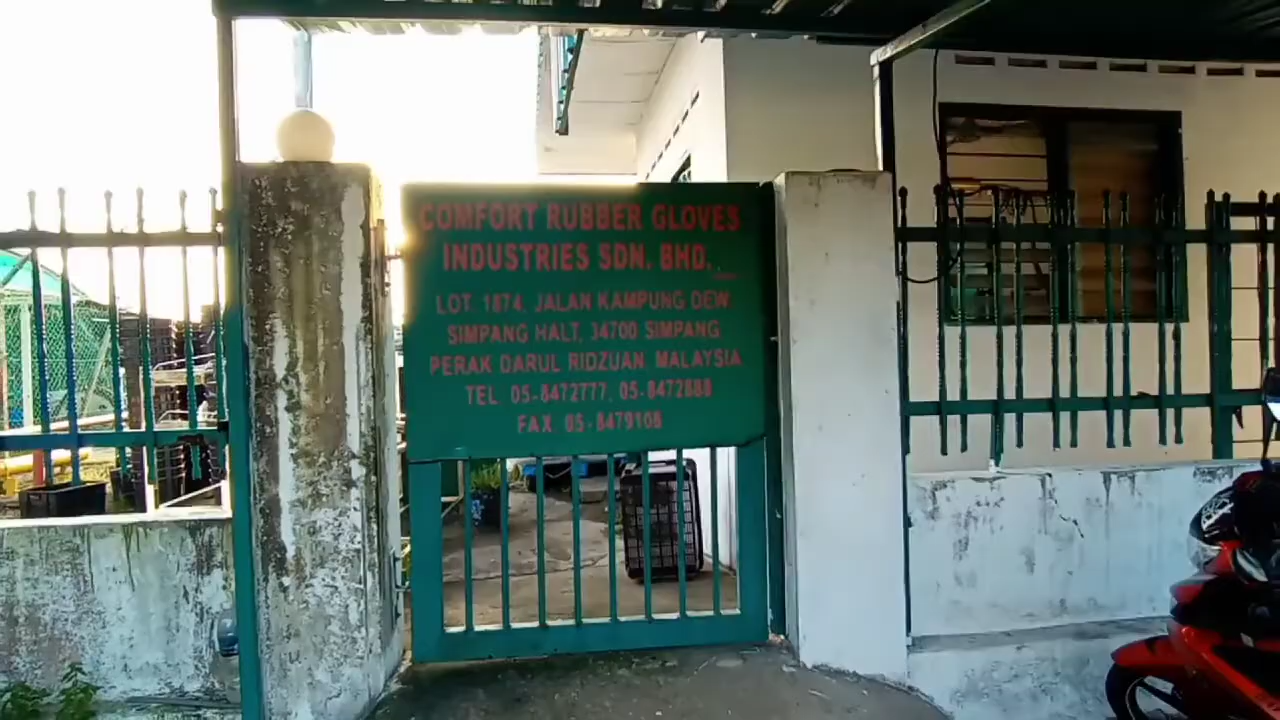 COMFORT RUBBER GLOVES
INDUSTRIES SDN. BHD.
LOT 1874, JALAN KAMPUNG DEW
SIMPANG HALT, 34700 SIMPANG
PERAK DARUL RIDZUAN, MALAYSIA
TEL 05-8472777, 05-8472888
FAX 05-8479108